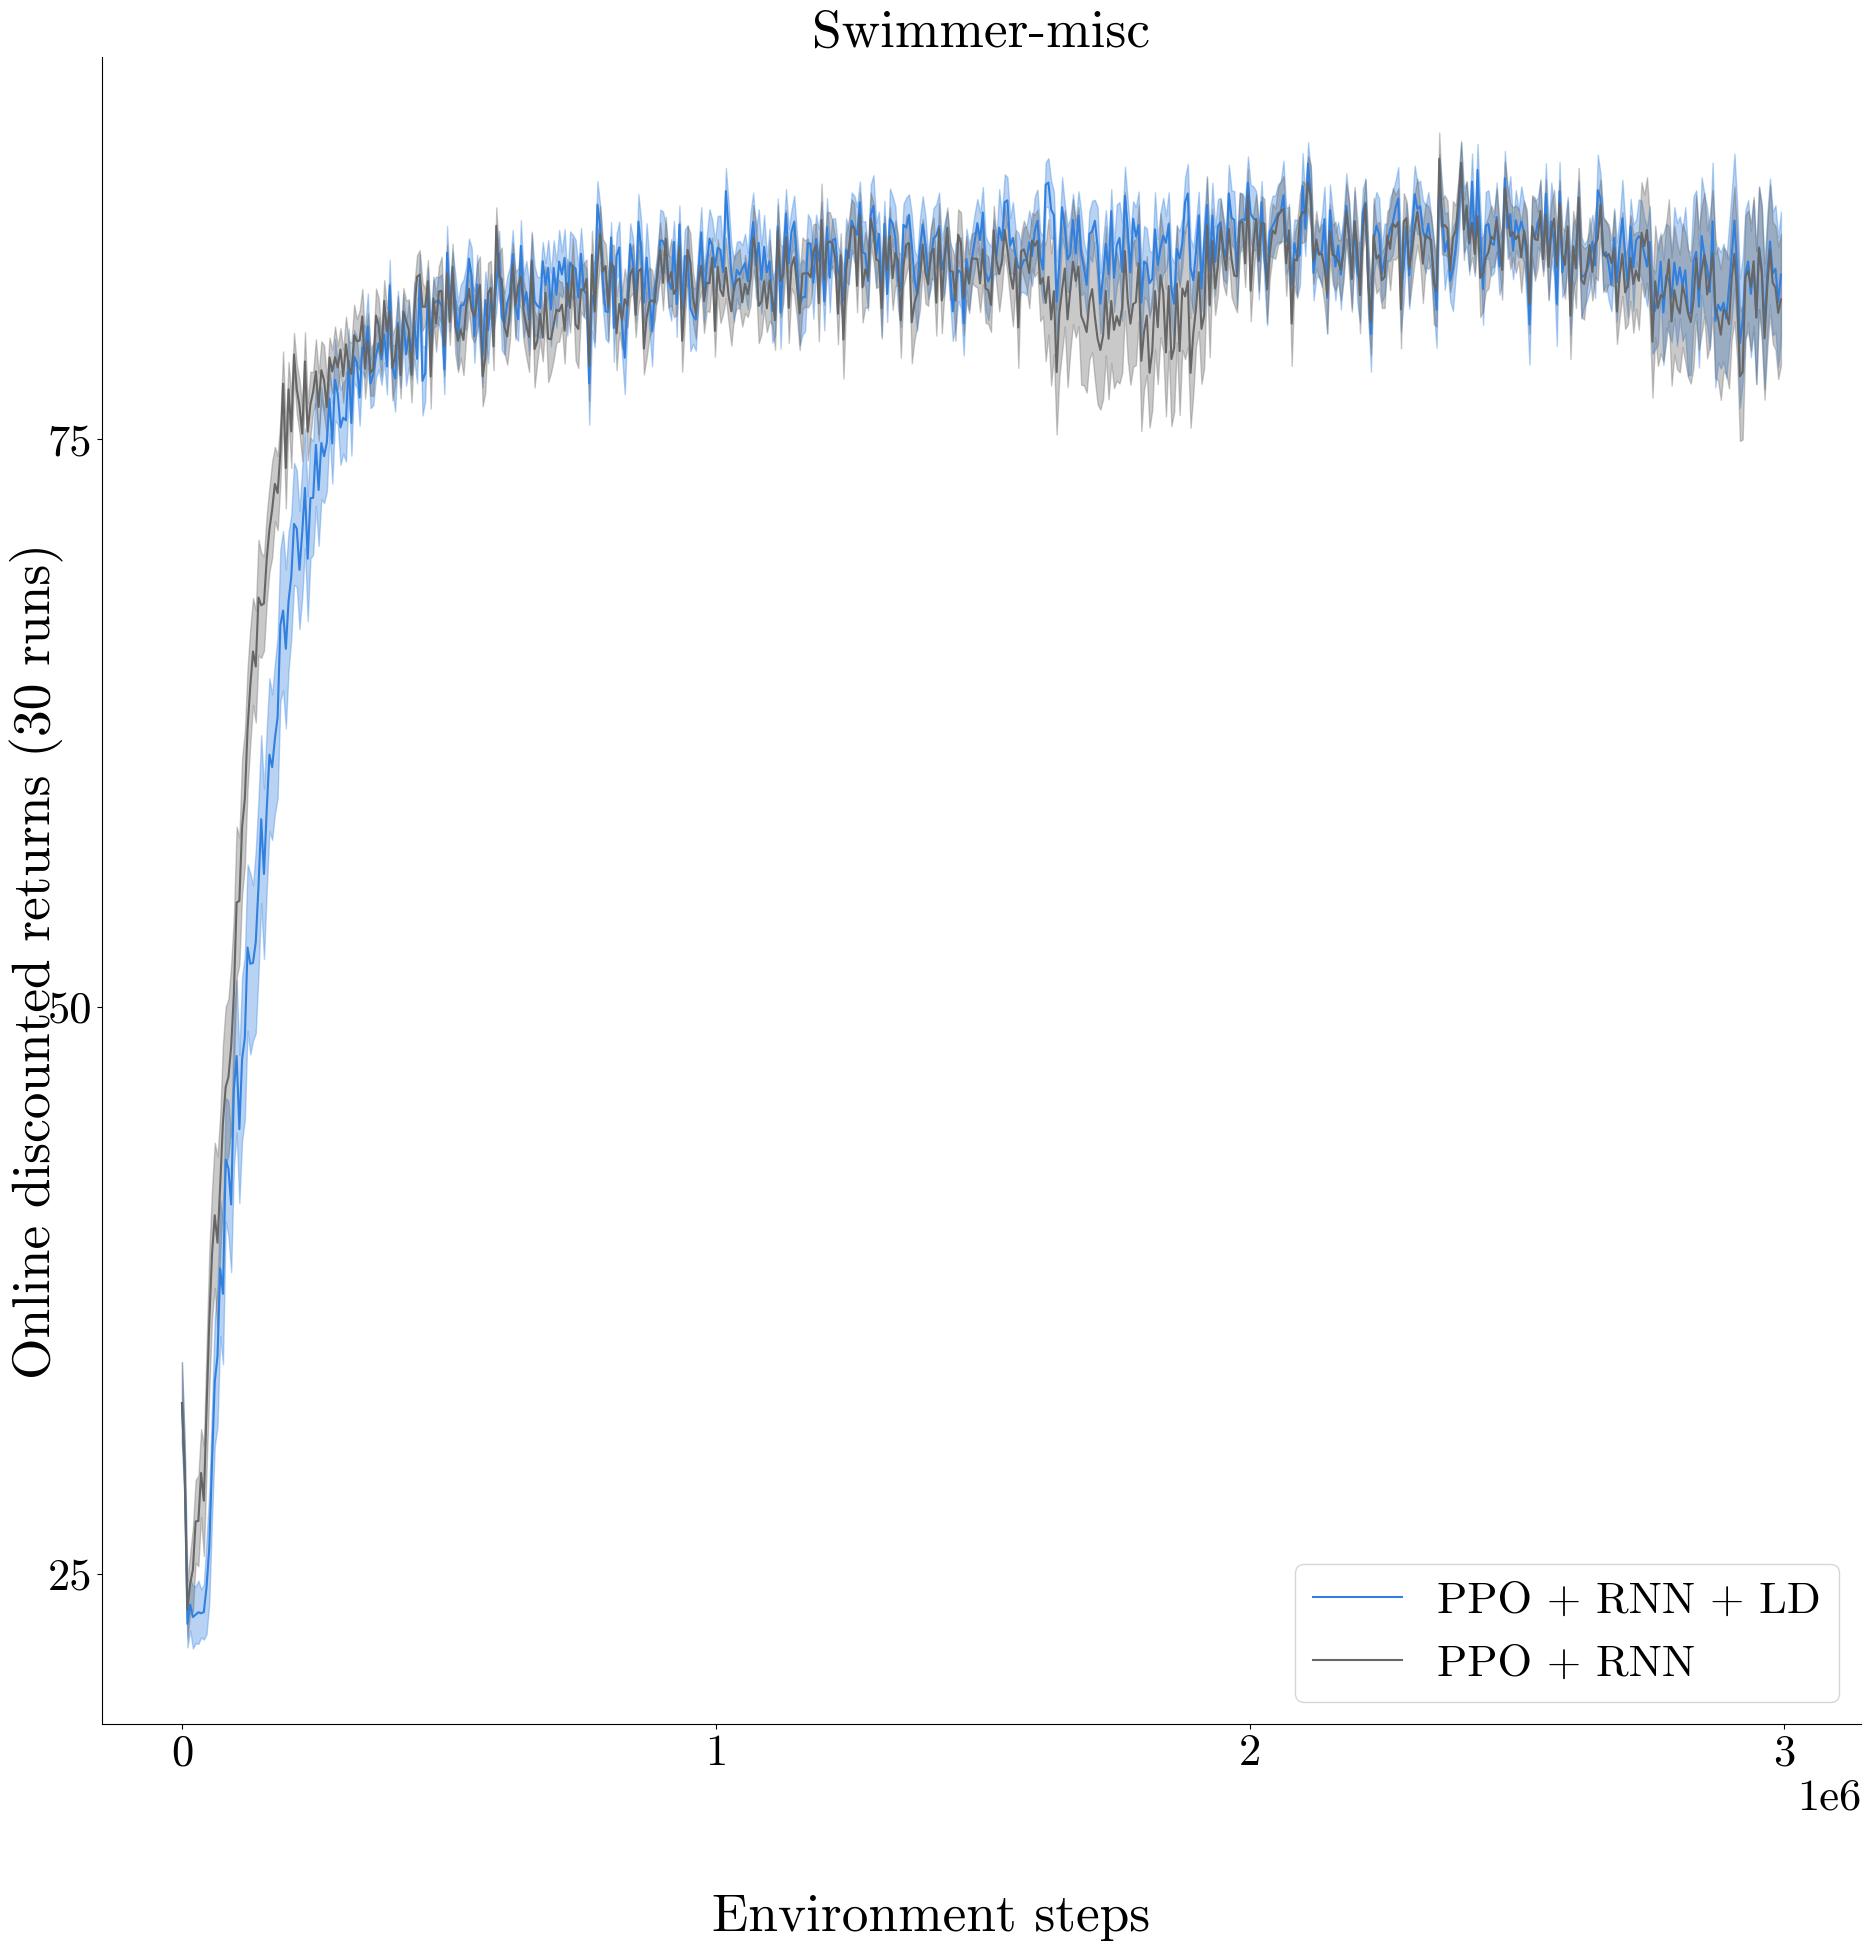 Swimmer-misc
Online discounted returns (30 runs)
75
50
25
PPO + RNN + LD
PPO + RNN
0 1 2 3
1e6
Environment steps